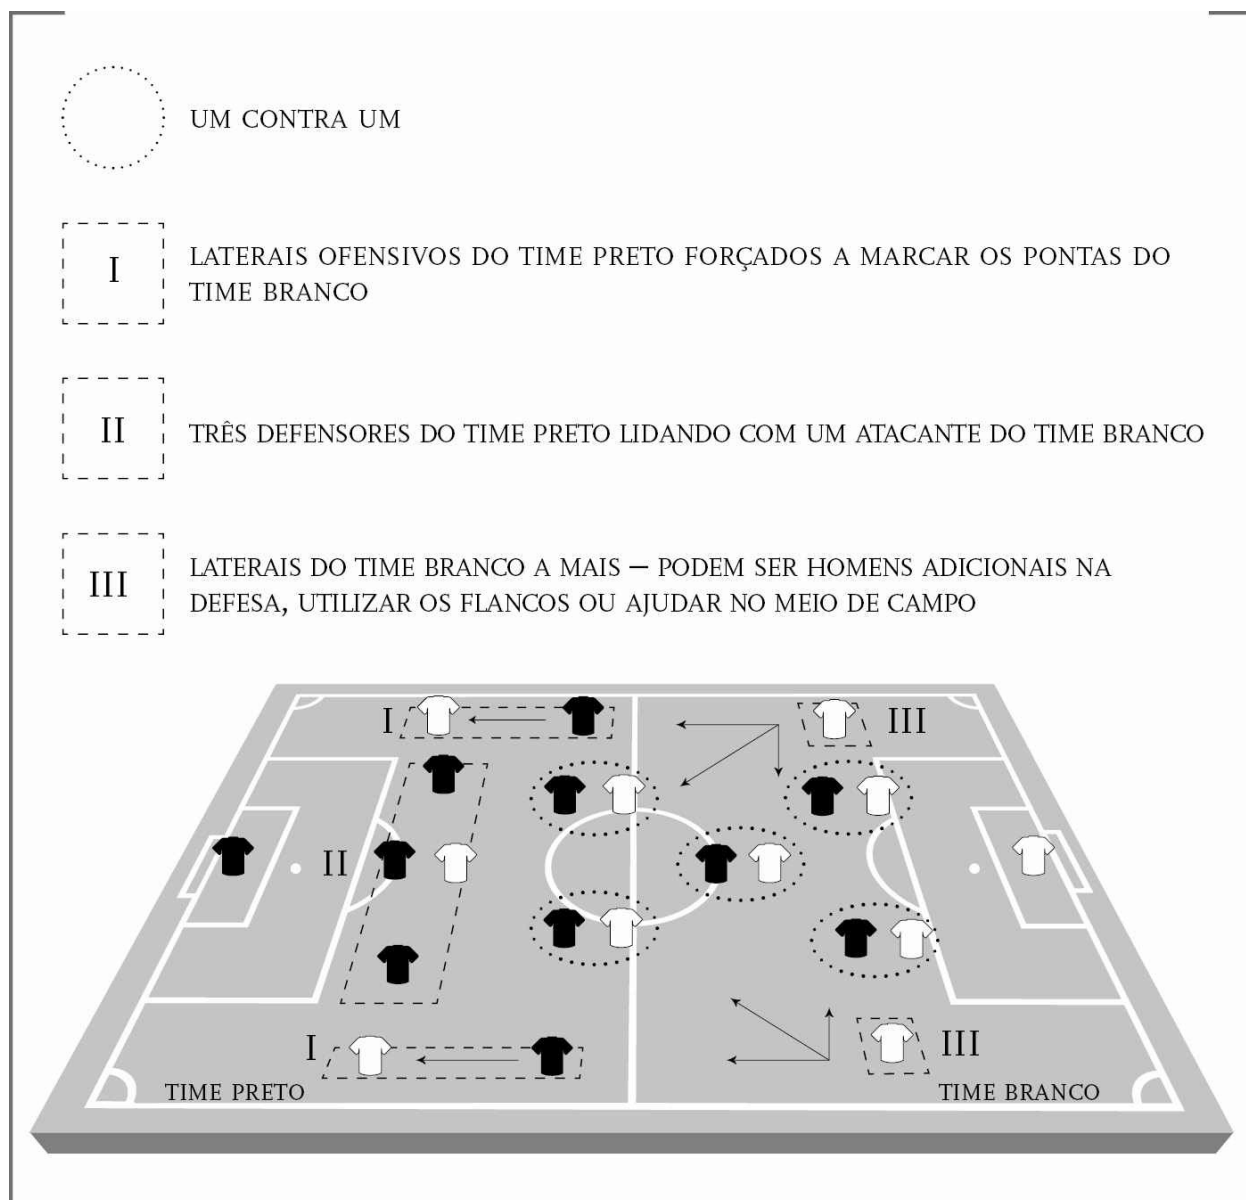 UM CONTRA UM
I
LATERAIS OFENSIVOS DO TIME PRETO FORÇADOS A MARCAR OS PONTAS DO
TIME BRANCO
II
TRÊS DEFENSORES DO TIME PRETO LIDANDO COM UM ATACANTE DO TIME BRANCO
III
LATERAIS DO TIME BRANCO A MAIS – PODEM SER HOMENS ADICIONAIS NA
DEFESA, UTILIZAR OS FLANCOS OU AJUDAR NO MEIO DE CAMPO
I
III
II
I
III
TIME PRETO
TIME BRANCO